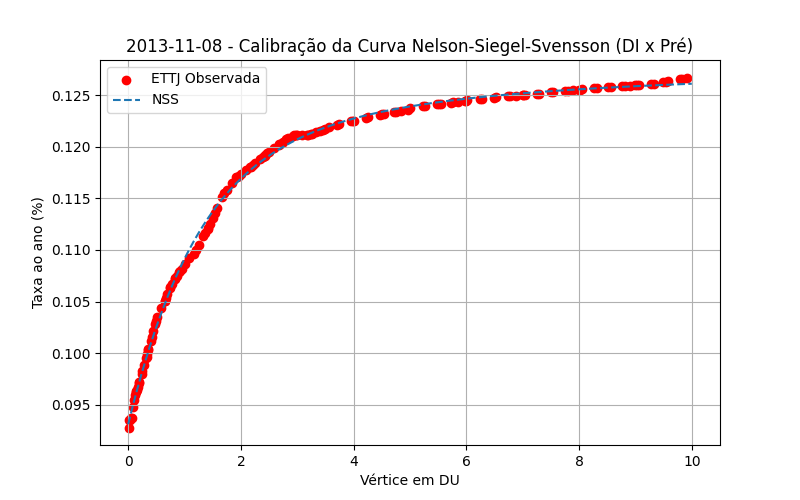 2013-11-08 - Calibração da Curva Nelson-Siegel-Svensson (DI x Pré)
ETTJ Observada
NSS
Taxa ao ano (%)
0.125
0.120
0.115
0.110
0.105
0.100
0.095
0 2 4 6 8 10
Vértice em DU